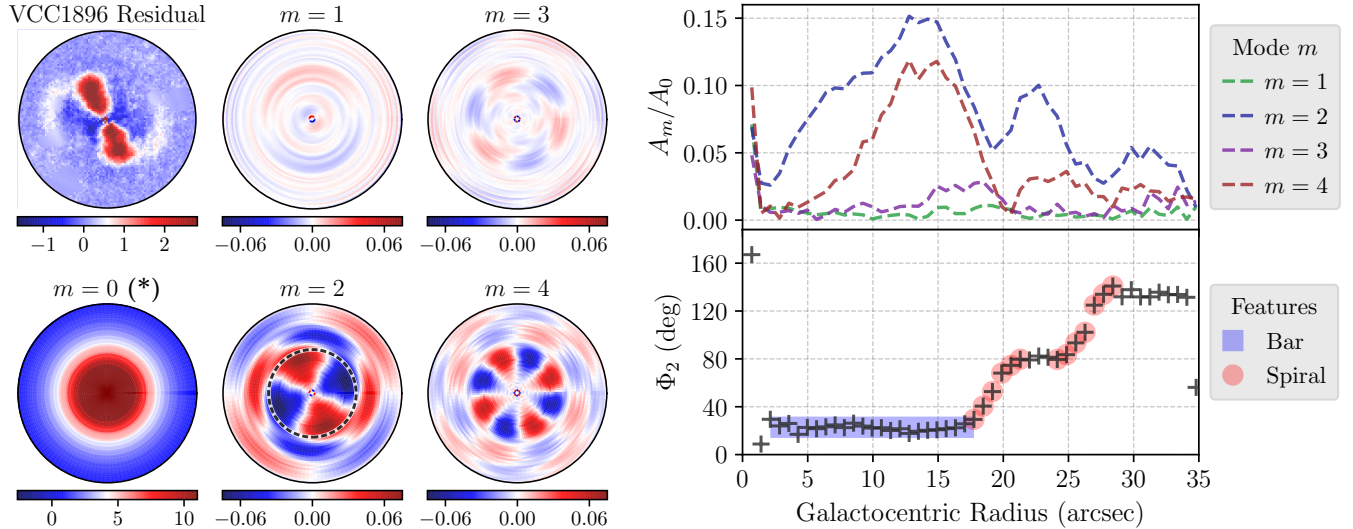 VCC1896 Residual
m = 1
m = 3
−1 0 1 2
−0.06 0.00 0.06
−0.06 0.00 0.06
m = 0 (*)
m = 2
m = 4
0 5 10
−0.06 0.00 0.06
−0.06 0.00 0.06
A_m/A_0
0.15
0.10
0.05
0.00
Mode m
m = 1
m = 2
m = 3
m = 4
Φ_2 (deg)
160
120
80
40
0
0 5 10 15 20 25 30 35
Galactocentric Radius (arcsec)
Features
Bar
Spiral